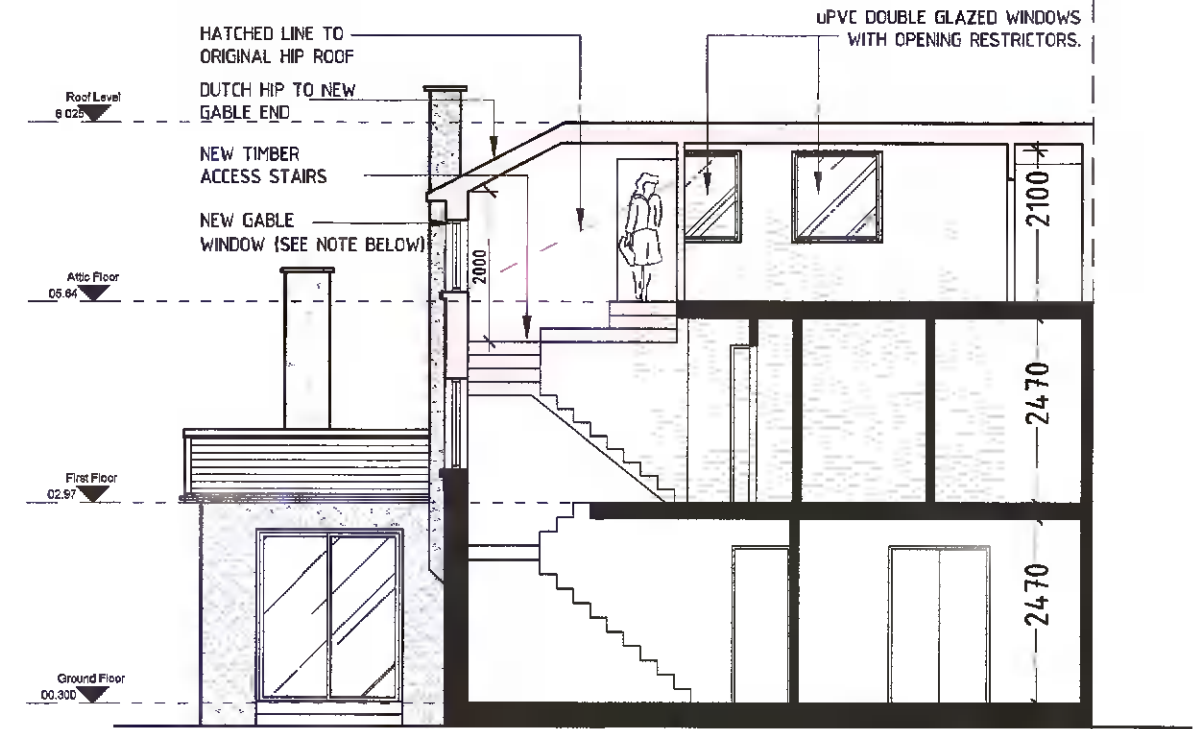 HATCHED LINE TO
ORIGINAL HIP ROOF
DUTCH HIP TO NEW
GABLE END
NEW TIMBER
ACCESS STAIRS
NEW GABLE
WINDOW (SEE NOTE BELOW)
uPVC DOUBLE GLAZED WINDOWS
WITH OPENING RESTRICTORS.
Roof Level
8.025
Attic Floor
05.64
First Floor
02.97
Ground Floor
00.300
2000
2100
2470
2470